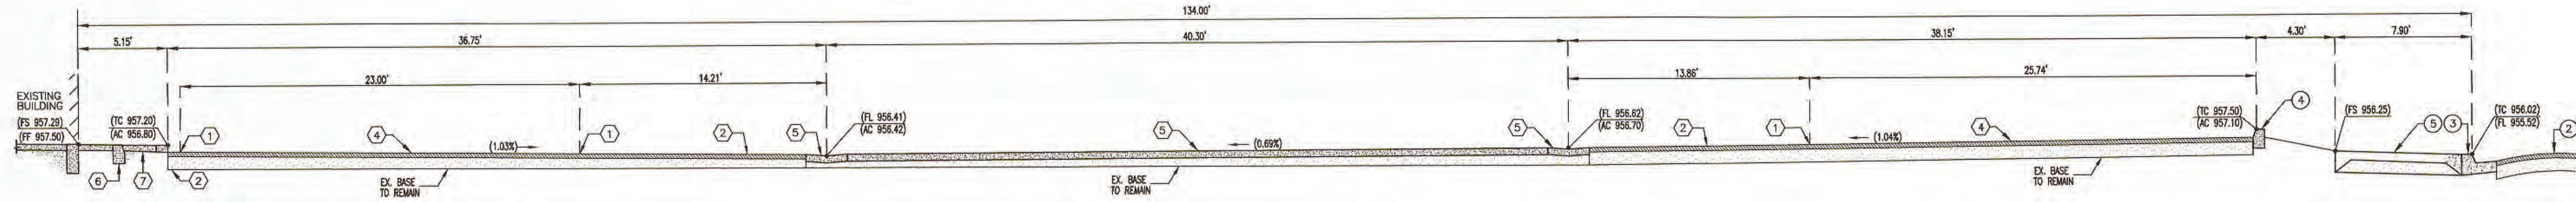 134.00'
5.15'
36.75'
40.30'
38.15'
4.30'
7.90'
23.00'
14.21'
13.86'
25.74'
EXISTING
BUILDING
(FS 957.29)
(FF 957.50)
(TC 957.20)
(AC 956.80)
1
4
(1.03%)
1
2
5
(FL 956.41)
(AC 956.42)
5
(0.69%)
5
(FL 956.62)
(AC 956.70)
2
1
(1.04%)
4
(TC 957.50)
(AC 957.10)
4
(FS 956.25)
5
3
(TC 956.02)
(FL 955.52)
2
6
7
2
EX. BASE
TO REMAIN
EX. BASE
TO REMAIN
EX. BASE
TO REMAIN